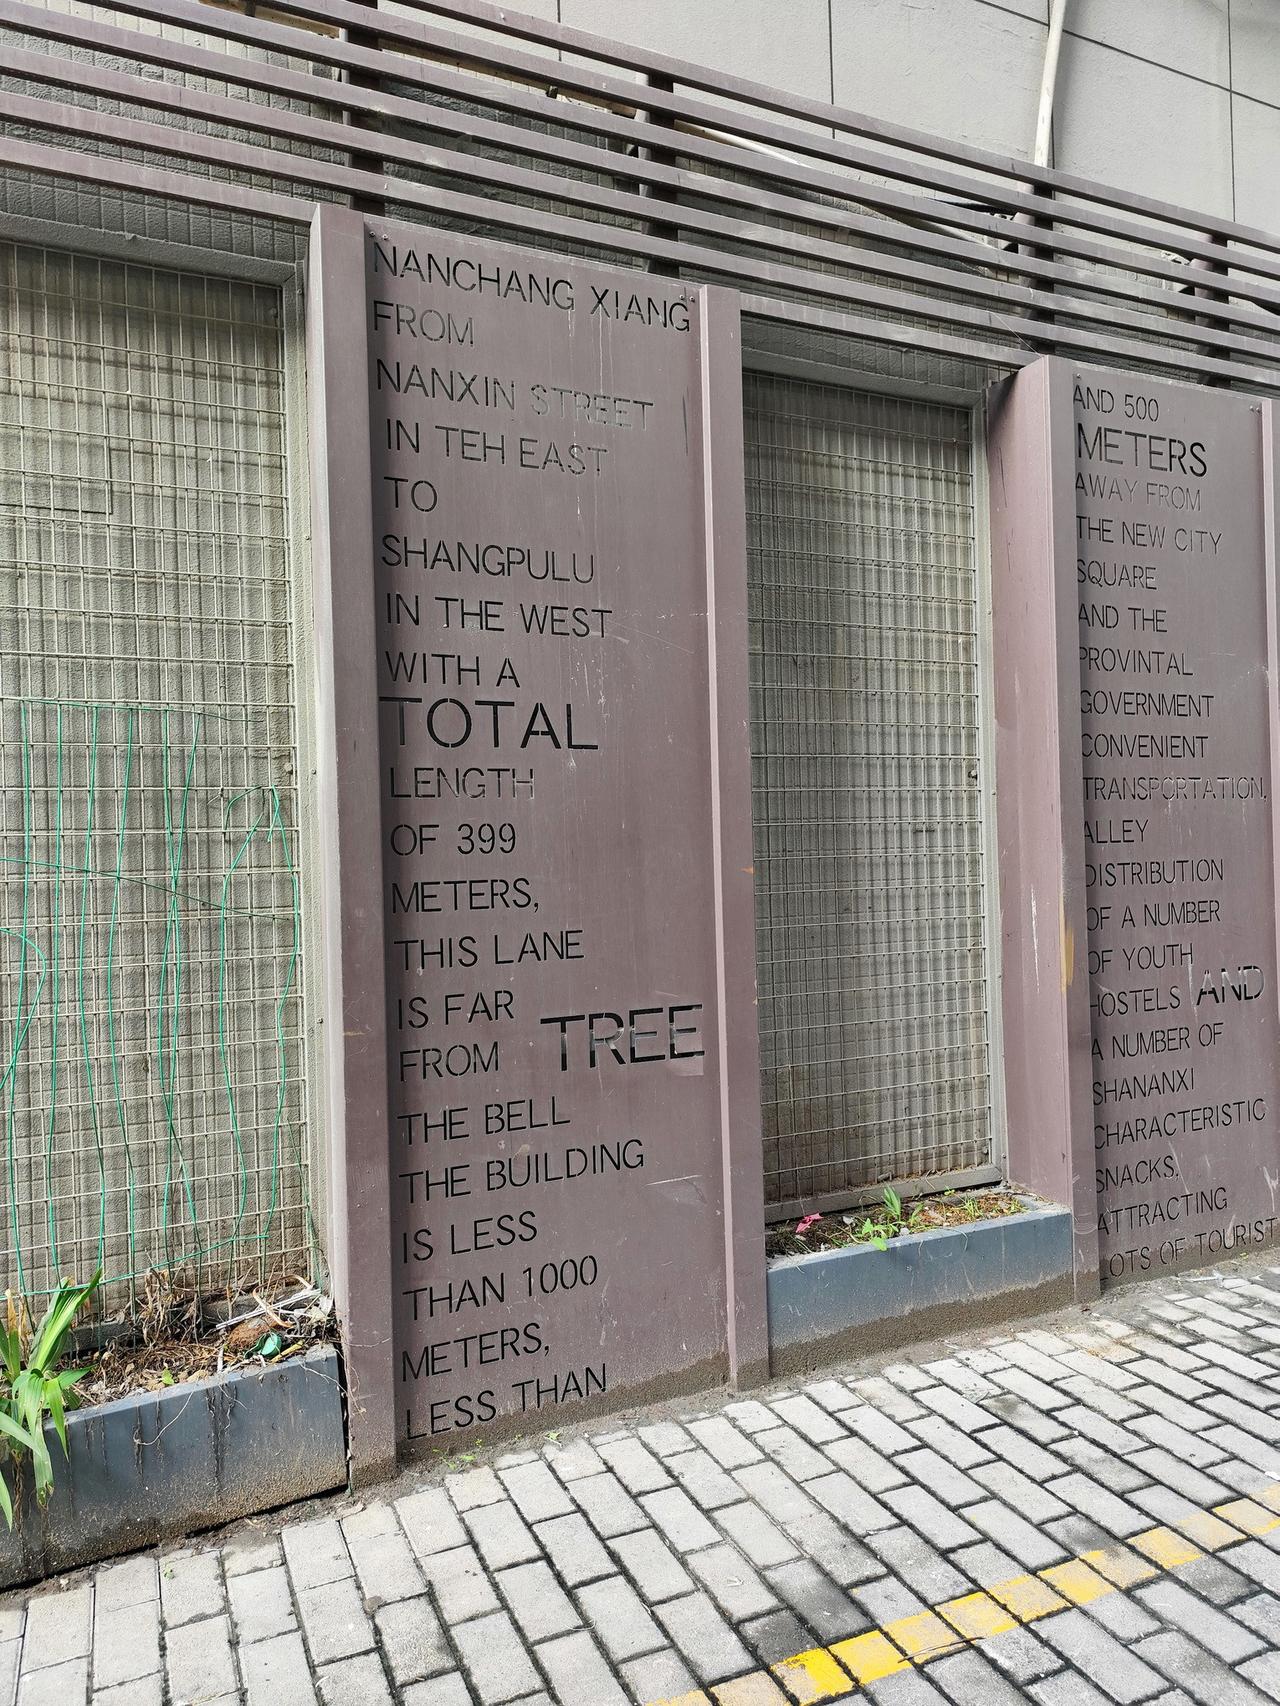 NANCHANG XIANG
FROM
NANXIN STREET
IN TEH EAST
TO
SHANGPULU
IN THE WEST
WITH A
TOTAL
LENGTH
OF 399
METERS,
THIS LANE
IS FAR
FROM TREE
THE BELL
THE BUILDING
IS LESS
THAN 1000
METERS,
LESS THAN
AND 500
METERS
AWAY FROM
THE NEW CITY
SQUARE
AND THE
PROVINTAL
GOVERNMENT
CONVENIENT
TRANSPORTATION,
ALLEY
DISTRIBUTION
OF A NUMBER
OF YOUTH
HOSTELS AND
A NUMBER OF
SHANANXI
CHARACTERISTIC
SNACKS,
ATTRACTING
LOTS OF TOURIST